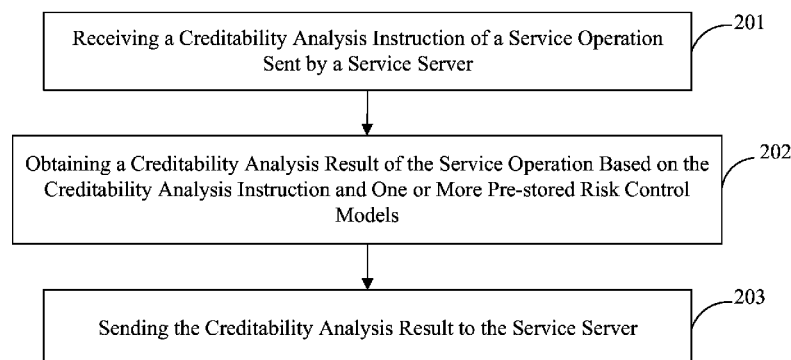 Receiving a Creditability Analysis Instruction of a Service Operation
Sent by a Service Server
201
Obtaining a Creditability Analysis Result of the Service Operation Based on the
Creditability Analysis Instruction and One or More Pre-stored Risk Control
Models
202
Sending the Creditability Analysis Result to the Service Server
203